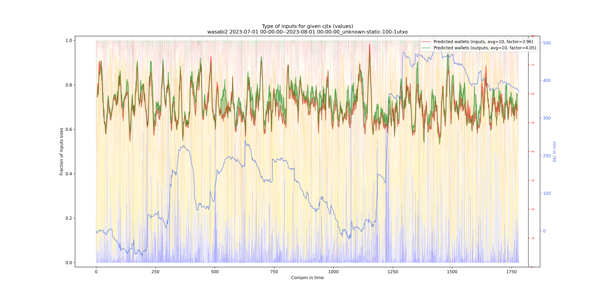 Type of inputs for given cjtx (values)
wasabi2 2023-07-01 00-00-00--2023-08-01 00-00-00_unknown-static-100-1utxo
Predicted wallets (inputs, avg=10, factor=3.96)
Predicted wallets (outputs, avg=10, factor=4.05)
1.0
0.8
0.6
0.4
0.2
0.0
Fraction of inputs sizes
0 250 500 750 1000 1250 1500 1750
Coinjoin in time
500
400
300
200
100
0
btc in mix